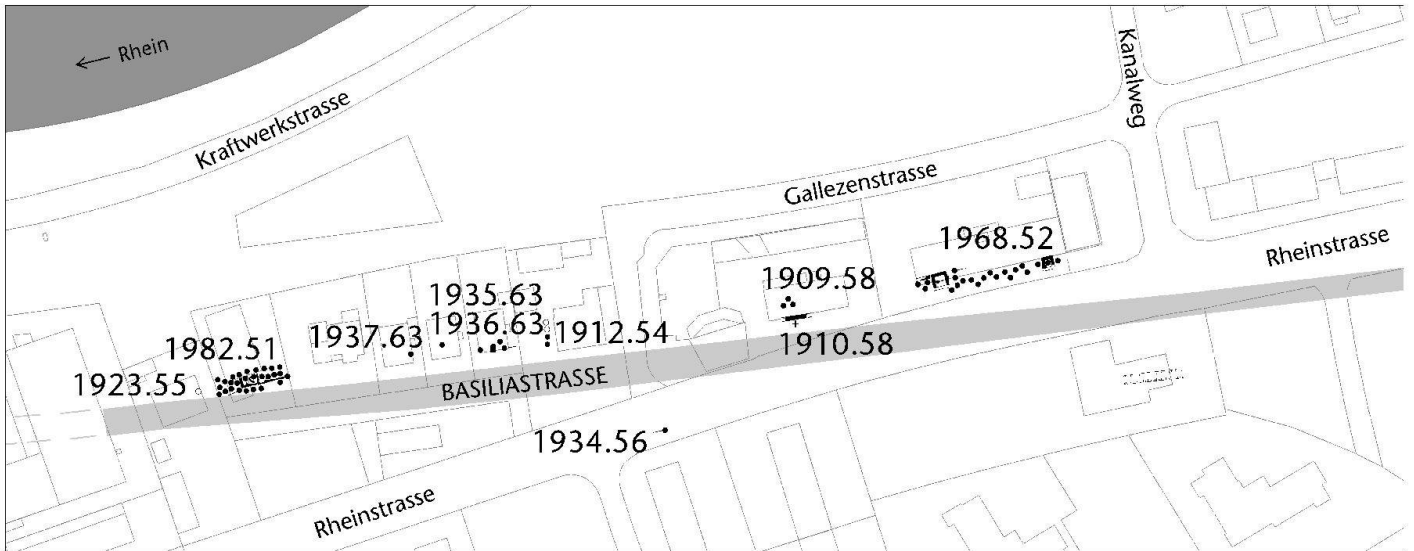 ← Rhein
Kraftwerkstrasse
Kanalweg
Gallezenstrasse
Rheinstrasse
1968.52
1909.58
1910.58
1935.63
1936.63
1937.63
1912.54
1982.51
1923.55
BASILIASTRASSE
1934.56
Rheinstrasse